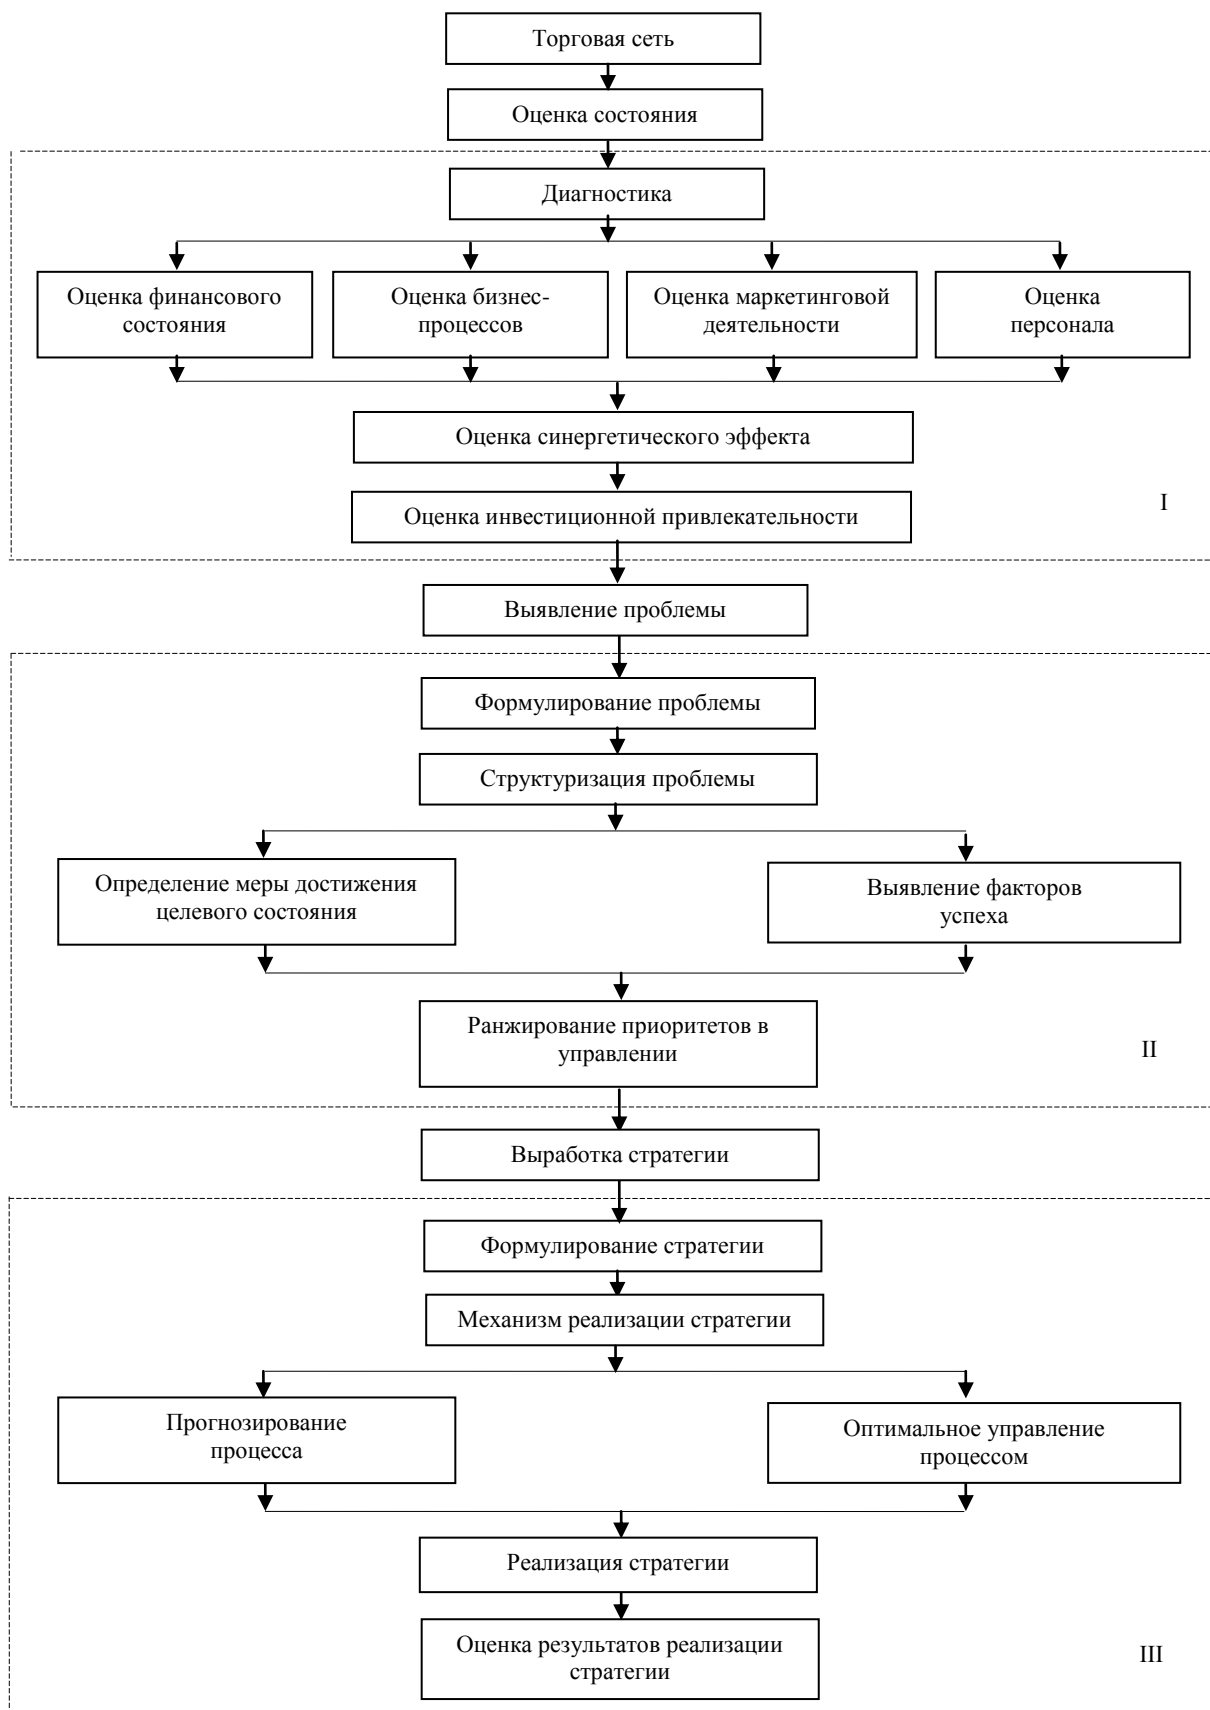 Торговая сеть
Оценка состояния
Диагностика
Оценка финансового
состояния
Оценка бизнес-
процессов
Оценка маркетинговой
деятельности
Оценка
персонала
Оценка синергетического эффекта
Оценка инвестиционной привлекательности
I
Выявление проблемы
Формулирование проблемы
Структуризация проблемы
Определение меры достижения
целевого состояния
Выявление факторов
успеха
Ранжирование приоритетов в
управлении
II
Выработка стратегии
Формулирование стратегии
Механизм реализации стратегии
Прогнозирование
процесса
Оптимальное управление
процессом
Реализация стратегии
Оценка результатов реализации
стратегии
III